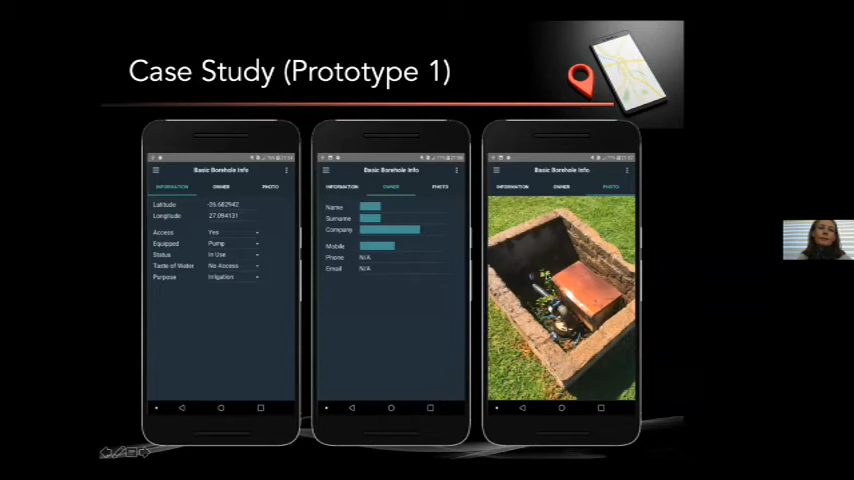 Case Study (Prototype 1)
Basic Borehole Info
INFORMATION OWNER PHOTO
Latitude -26.682942
Longitude 27.094131
Access Yes
Equipped Pump
Status In Use
Taste of Water No Access
Purpose Irrigation
Basic Borehole Info
INFORMATION OWNER PHOTO
Name
Surname
Company
Mobile
Phone N/A
Email N/A
Basic Borehole Info
INFORMATION OWNER PHOTO